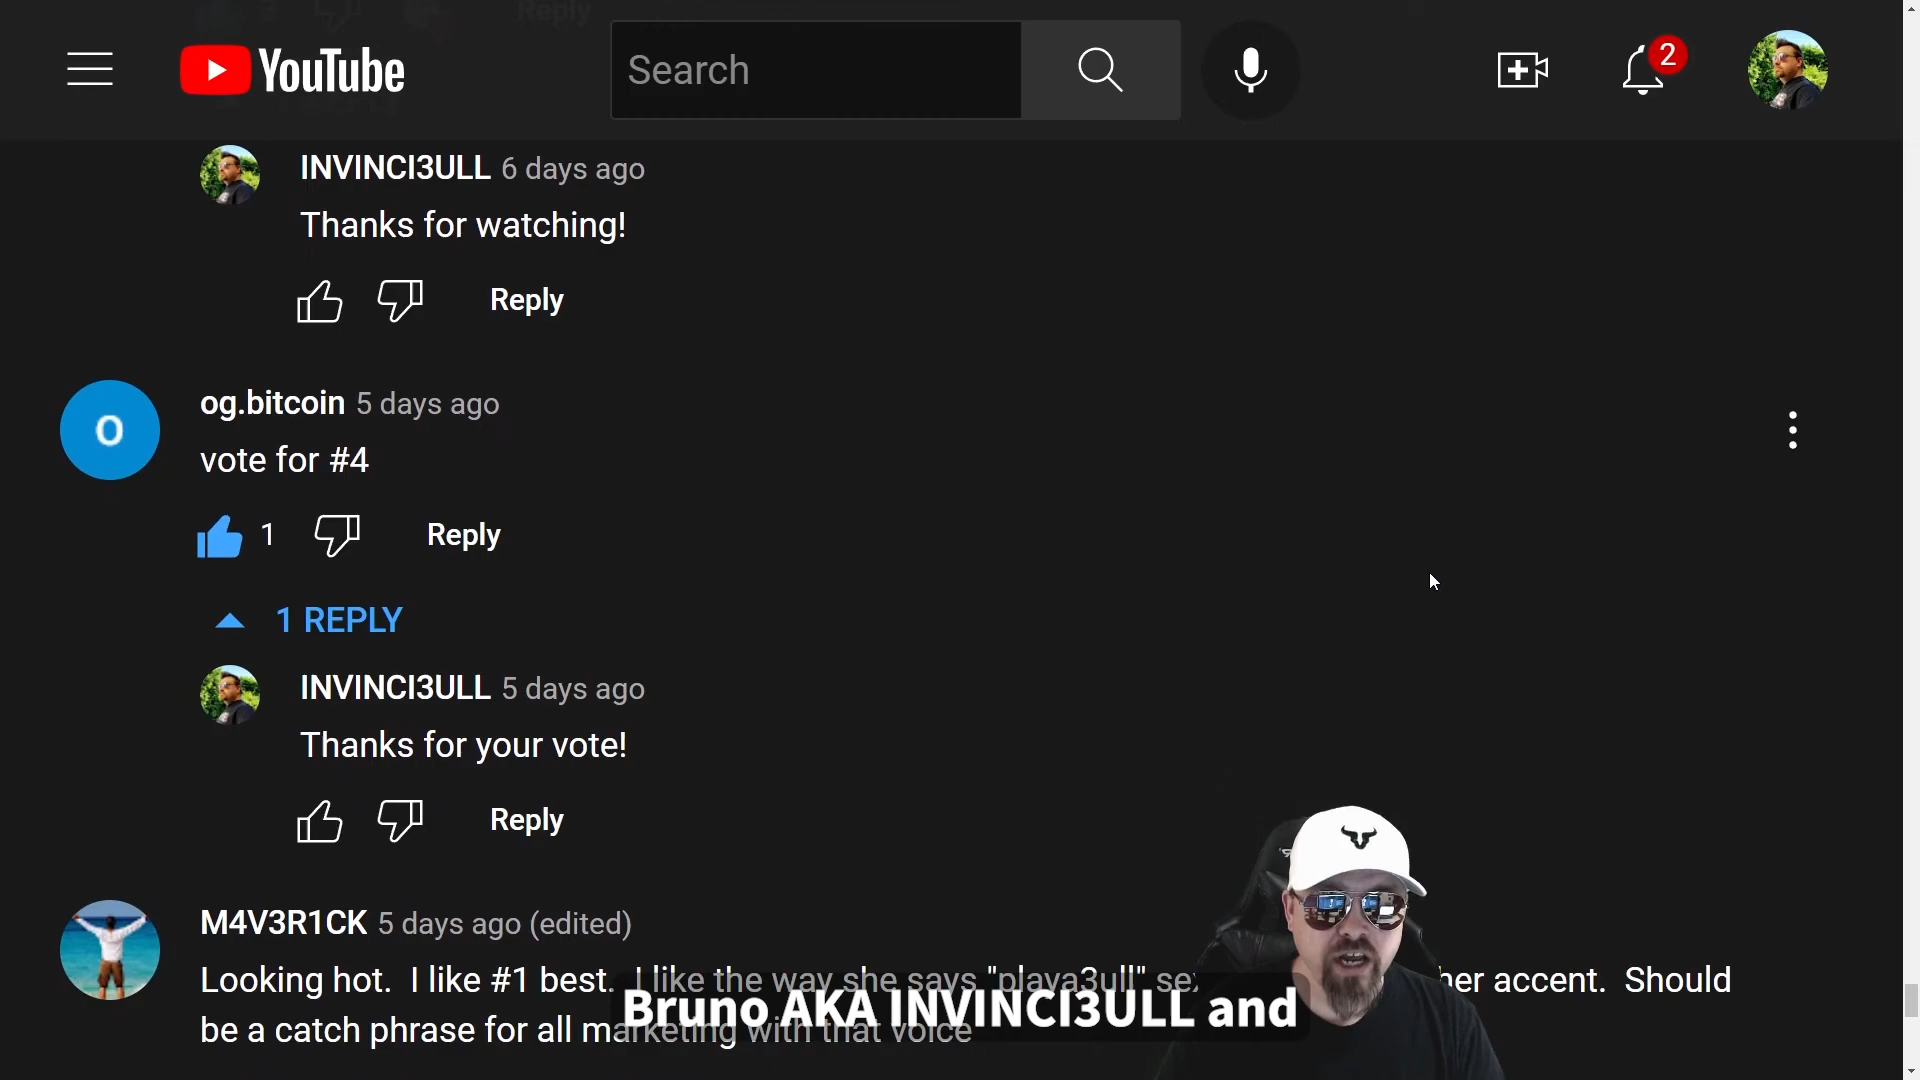 Reply
YouTube
Search
2
INVINCI3ULL 6 days ago
Thanks for watching!
Reply
O
og.bitcoin 5 days ago
vote for #4
1
Reply
1 REPLY
INVINCI3ULL 5 days ago
Thanks for your vote!
Reply
M4V3R1CK 5 days ago (edited)
Looking hot. I like #1 best. I like the way she says "playa3ull" her accent. Should
be a catch phrase for all marketing with that voice
Bruno AKA INVINCI3ULL and